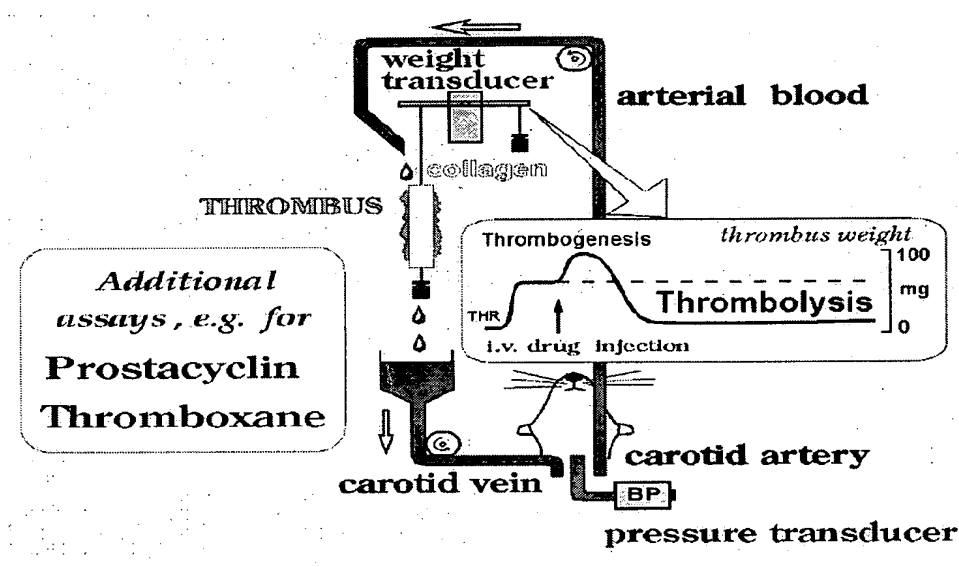 weight
transducer
arterial blood
collagen
THROMBUS
Thrombogenesis
thrombus weight
100
mg
0
THR
Thrombolysis
i.v. drug injection
Additional
assays, e.g. for
Prostacyclin
Thromboxane
carotid artery
carotid vein
BP
pressure transducer